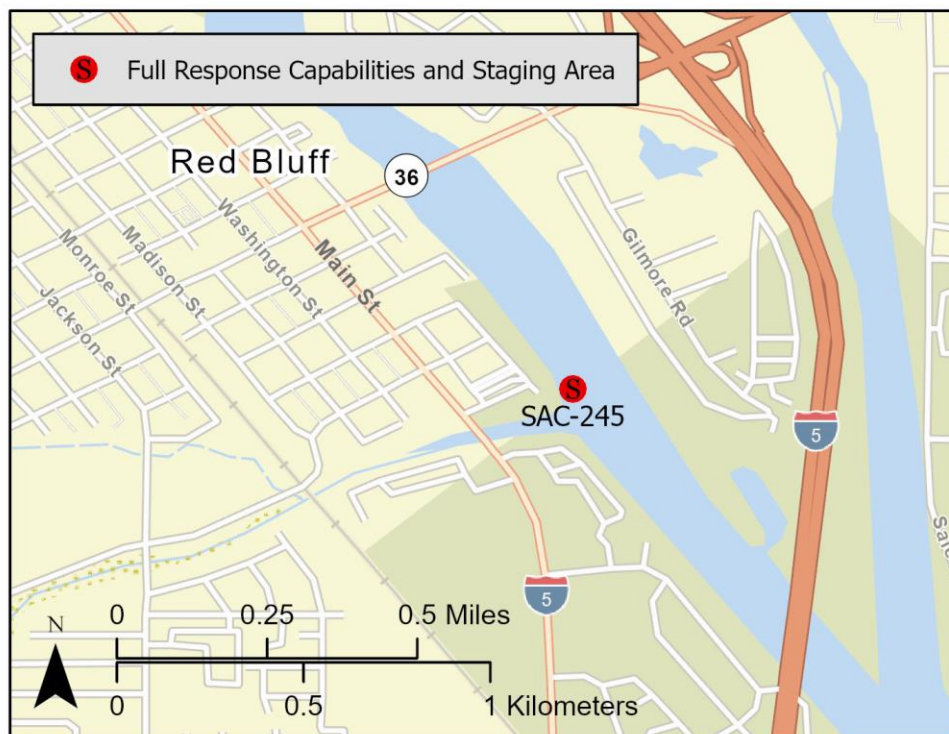 S Full Response Capabilities and Staging Area
Red Bluff
36
Washington St
Madison St
Monroe St
Jackson St
Main St
Gilmore Rd
S
SAC-245
5
5
N
0 0.25 0.5 Miles
0 0.5 1 Kilometers